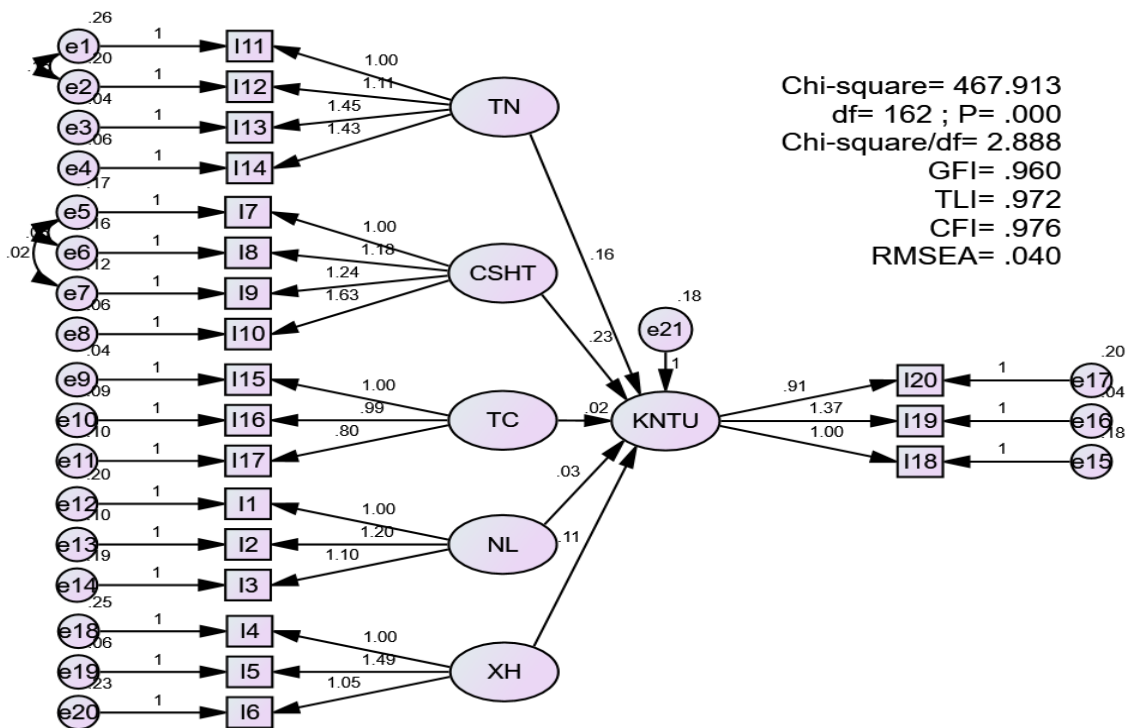 .26
e1 1 I11
.20
e2 1 I12
.04
e3 1 I13
.06
e4 1 I14
1.00
1.11
1.45
1.43
TN
.17
e5 1 I7
.16
e6 1 I8
.12
.02
e7 1 I9
.06
e8 1 I10
1.00
1.18
1.24
1.63
CSHT
.04
e9 1 I15
.09
e10 1 I16
.10
e11 1 I17
1.00
.99
.80
TC
.20
e12 1 I1
.10
e13 1 I2
.19
e14 1 I3
1.00
1.20
1.10
NL
.25
e18 1 I4
.06
e19 1 I5
.23
e20 1 I6
1.00
1.49
1.05
XH
.16
.23
.02
.03
.11
.18
e21
1
KNTU
.91
1.37
1.00
.20
I20 1 e17
.04
I19 1 e16
.18
I18 1 e15
Chi-square= 467.913
df= 162 ; P= .000
Chi-square/df= 2.888
GFI= .960
TLI= .972
CFI= .976
RMSEA= .040